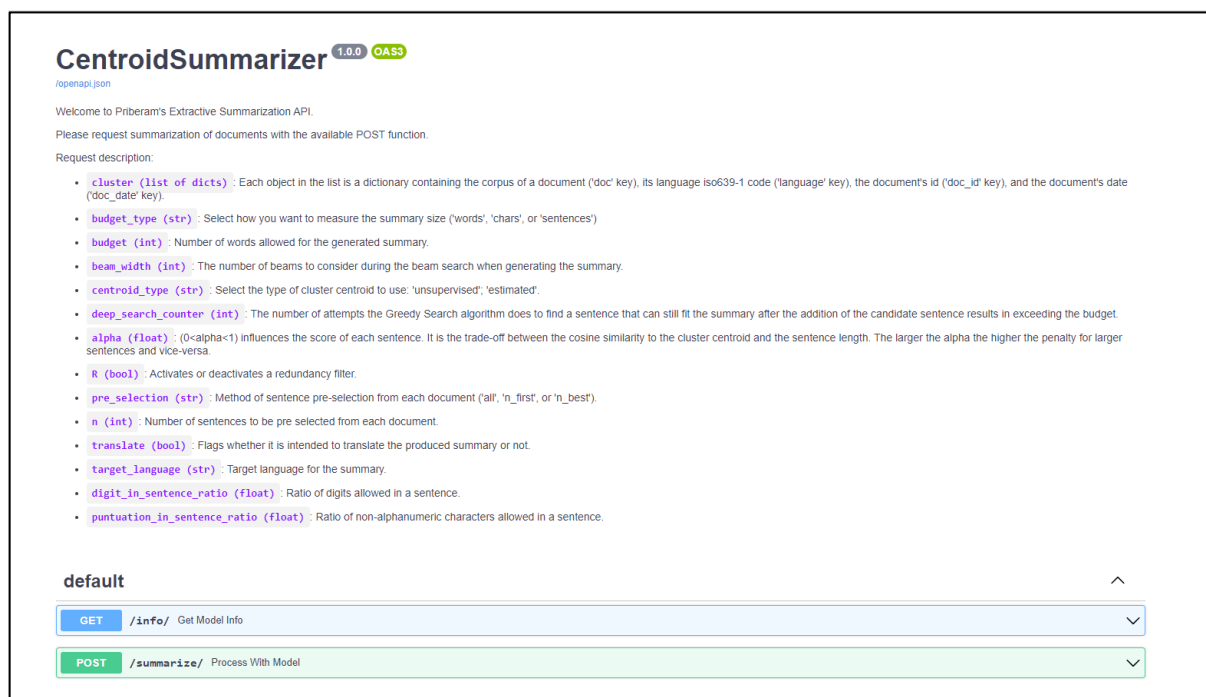 CentroidSummarizer 1.0.0 OAS3
/openapi.json
Welcome to Priberam's Extractive Summarization API.
Please request summarization of documents with the available POST function.
Request description:
• cluster (list of dicts) : Each object in the list is a dictionary containing the corpus of a document ('doc' key), its language iso639-1 code ('language' key), the document's id ('doc_id' key), and the document's date
('doc_date' key).
• budget_type (str) : Select how you want to measure the summary size ('words', 'chars', or 'sentences')
• budget (int) : Number of words allowed for the generated summary.
• beam_width (int) : The number of beams to consider during the beam search when generating the summary.
• centroid_type (str) : Select the type of cluster centroid to use: 'unsupervised'; 'estimated'.
• deep_search_counter (int) : The number of attempts the Greedy Search algorithm does to find a sentence that can still fit the summary after the addition of the candidate sentence results in exceeding the budget.
• alpha (float) : (0<alpha<1) influences the score of each sentence. It is the trade-off between the cosine similarity to the cluster centroid and the sentence length. The larger the alpha the higher the penalty for larger
sentences and vice-versa.
• R (bool) : Activates or deactivates a redundancy filter.
• pre_selection (str) : Method of sentence pre-selection from each document ('all', 'n_first', or 'n_best').
• n (int) : Number of sentences to be pre selected from each document.
• translate (bool) : Flags whether it is intended to translate the produced summary or not.
• target_language (str) : Target language for the summary.
• digit_in_sentence_ratio (float) : Ratio of digits allowed in a sentence.
• puntuation_in_sentence_ratio (float) : Ratio of non-alphanumeric characters allowed in a sentence.
default
GET /info/ Get Model Info
POST /summarize/ Process With Model